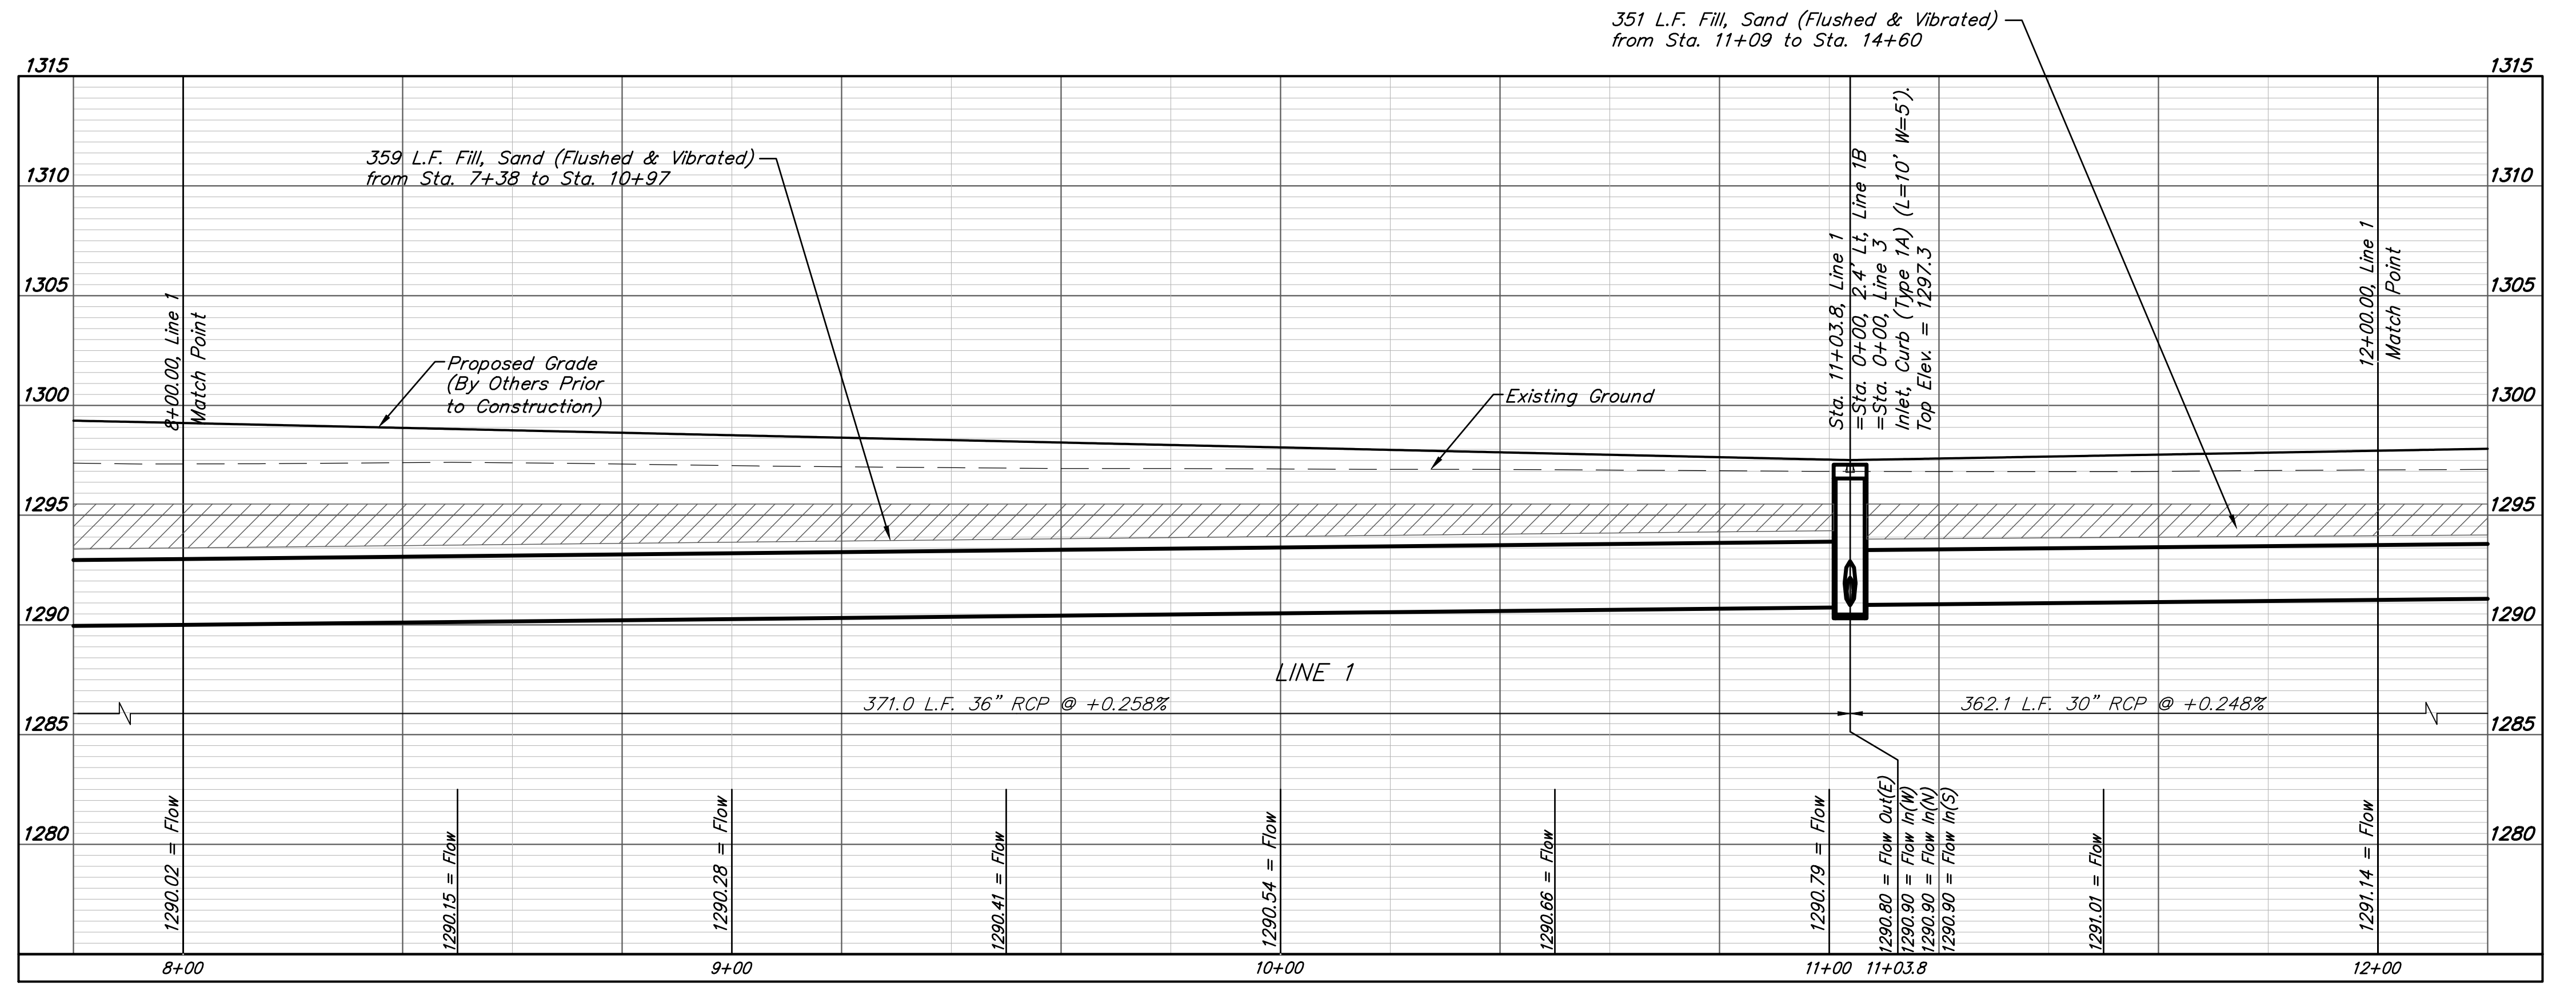 351 L.F. Fill, Sand (Flushed & Vibrated)
from Sta. 11+09 to Sta. 14+60
1315
1315
359 L.F. Fill, Sand (Flushed & Vibrated)
from Sta. 7+38 to Sta. 10+97
1310
1310
1305
1305
8+00.00, Line 1
Match Point
Proposed Grade
(By Others Prior
to Construction)
Existing Ground
Sta. 11+03.8, Line 1
=Sta. 0+00, 2.4' Lt, Line 1B
=Sta. 0+00, Line 3
Inlet, Curb (Type 1A) (L=10' W=5').
Top Elev. = 1297.3
12+00.00, Line 1
Match Point
1300
1300
1295
1295
1290
1290
LINE 1
371.0 L.F. 36" RCP @ +0.258%
362.1 L.F. 30" RCP @ +0.248%
1285
1285
1280
1280
1290.02 = Flow
1290.15 = Flow
1290.28 = Flow
1290.41 = Flow
1290.54 = Flow
1290.66 = Flow
1290.79 = Flow
1290.80 = Flow Out(E)
1290.90 = Flow In(W)
1290.90 = Flow In(N)
1290.90 = Flow In(S)
1291.01 = Flow
1291.14 = Flow
8+00
9+00
10+00
11+00
11+03.8
12+00